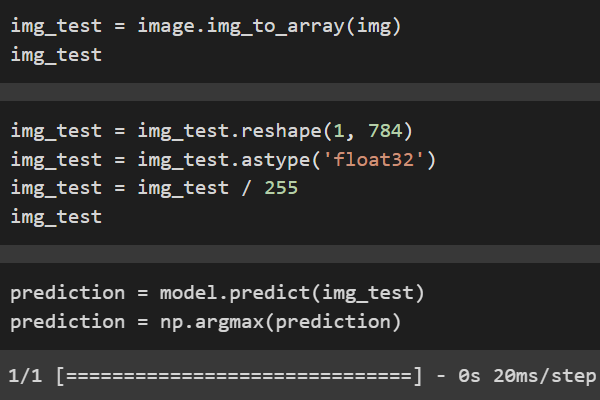 img_test = image.img_to_array(img)
img_test
img_test = img_test.reshape(1, 784)
img_test = img_test.astype('float32')
img_test = img_test / 255
img_test
prediction = model.predict(img_test)
prediction = np.argmax(prediction)
1/1 [==============================] - 0s 20ms/step